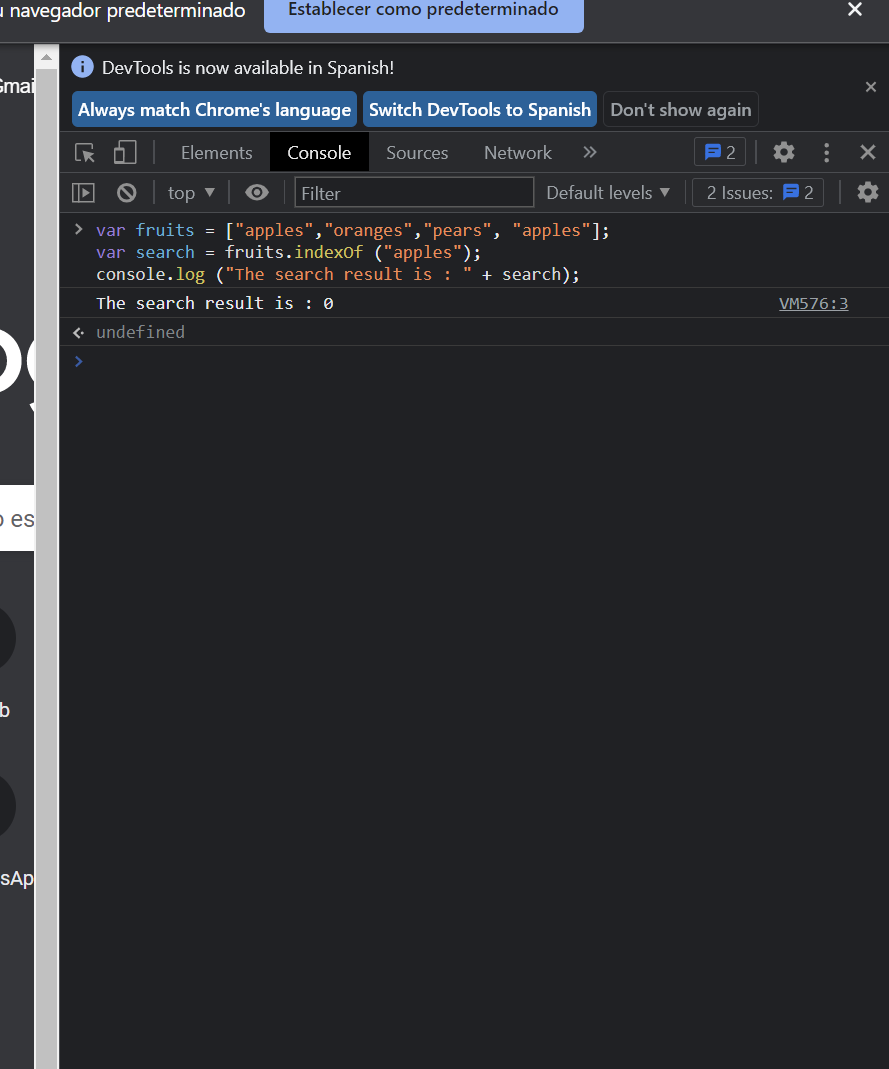 navegador predeterminado
Establecer como predeterminado
DevTools is now available in Spanish!
Always match Chrome's language Switch DevTools to Spanish Don't show again
Elements Console Sources Network » 2
top ▼ Filter Default levels ▼ 2 Issues: 2
> var fruits = ["apples","oranges","pears", "apples"];
var search = fruits.indexOf ("apples");
console.log ("The search result is : " + search);
The search result is : 0 VM576:3
undefined
>